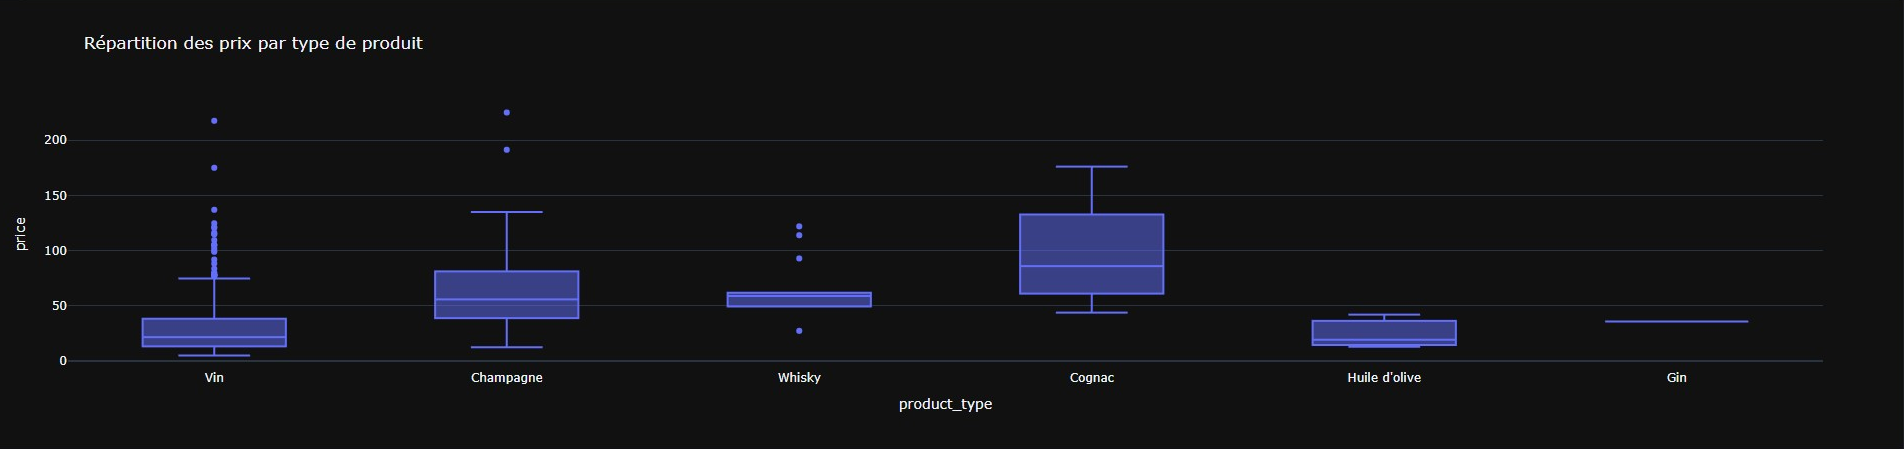 Répartition des prix par type de produit
200
150
100
50
0
price
Vin
Champagne
Whisky
Cognac
Huile d'olive
Gin
product_type